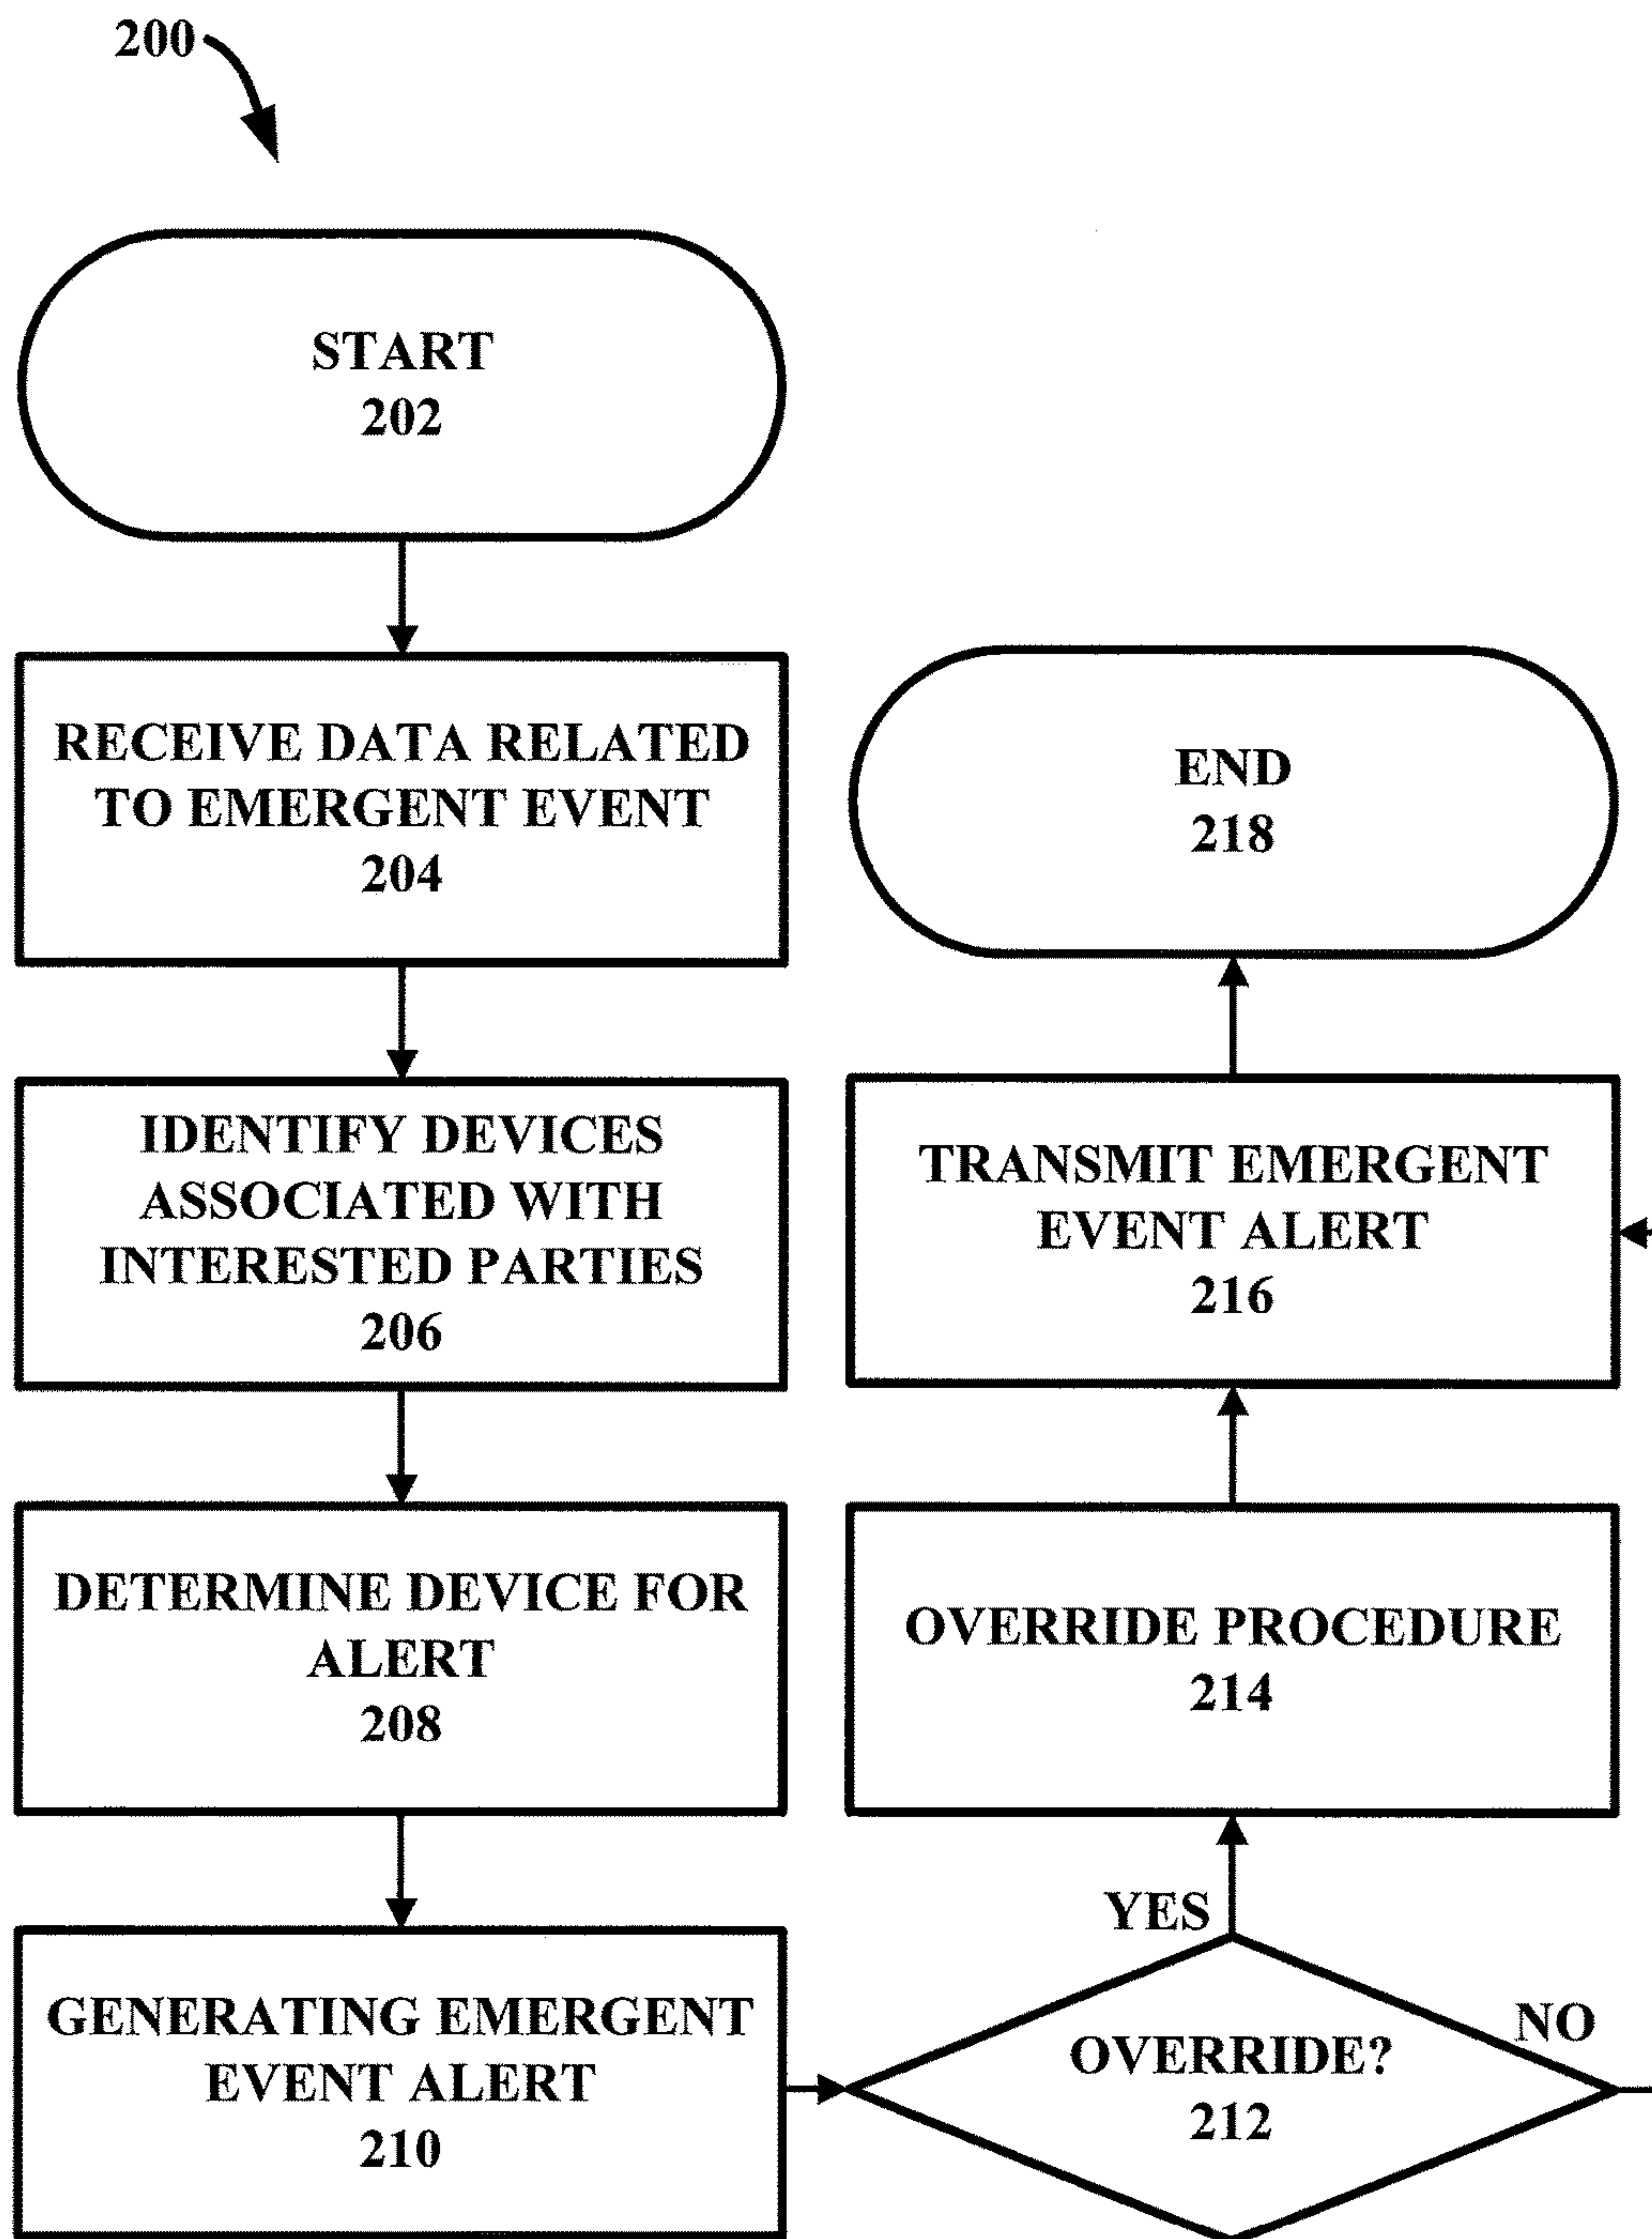 200
START
202
RECEIVE DATA RELATED
TO EMERGENT EVENT
204
IDENTIFY DEVICES
ASSOCIATED WITH
INTERESTED PARTIES
206
DETERMINE DEVICE FOR
ALERT
208
GENERATING EMERGENT
EVENT ALERT
210
OVERRIDE?
212
YES
NO
OVERRIDE PROCEDURE
214
TRANSMIT EMERGENT
EVENT ALERT
216
END
218